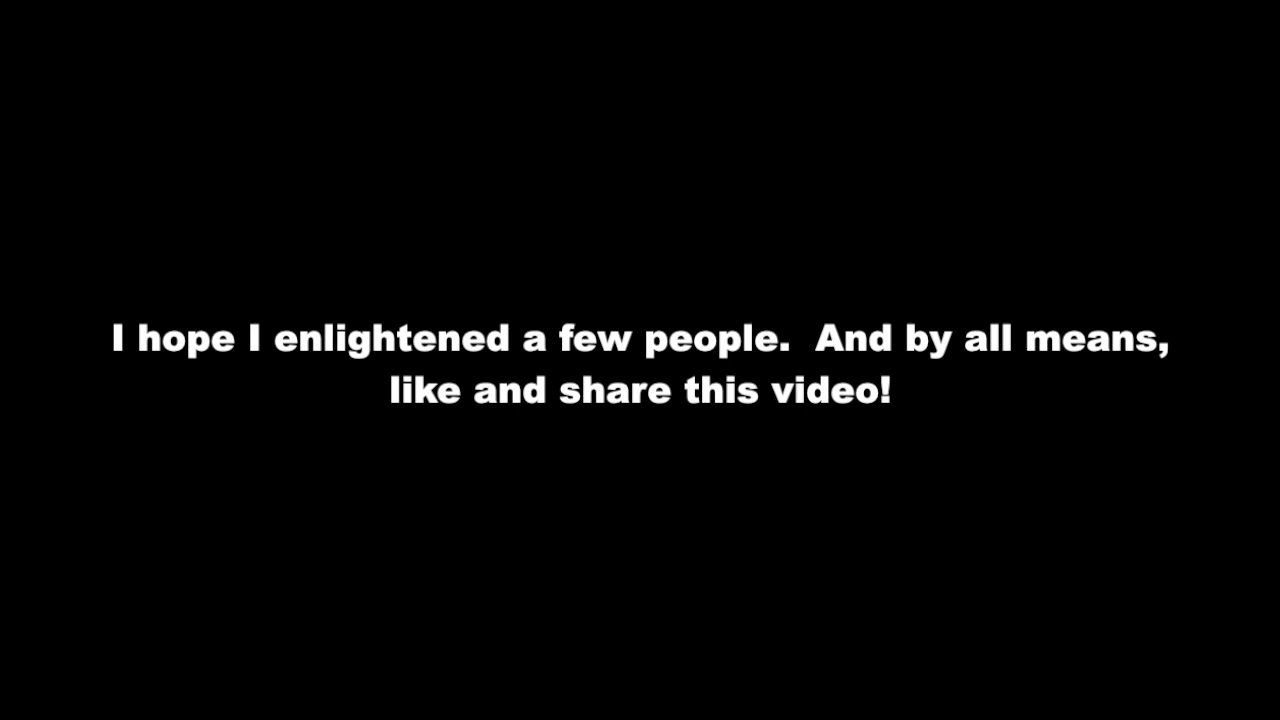 I hope I enlightened a few people.  And by all means,
like and share this video!